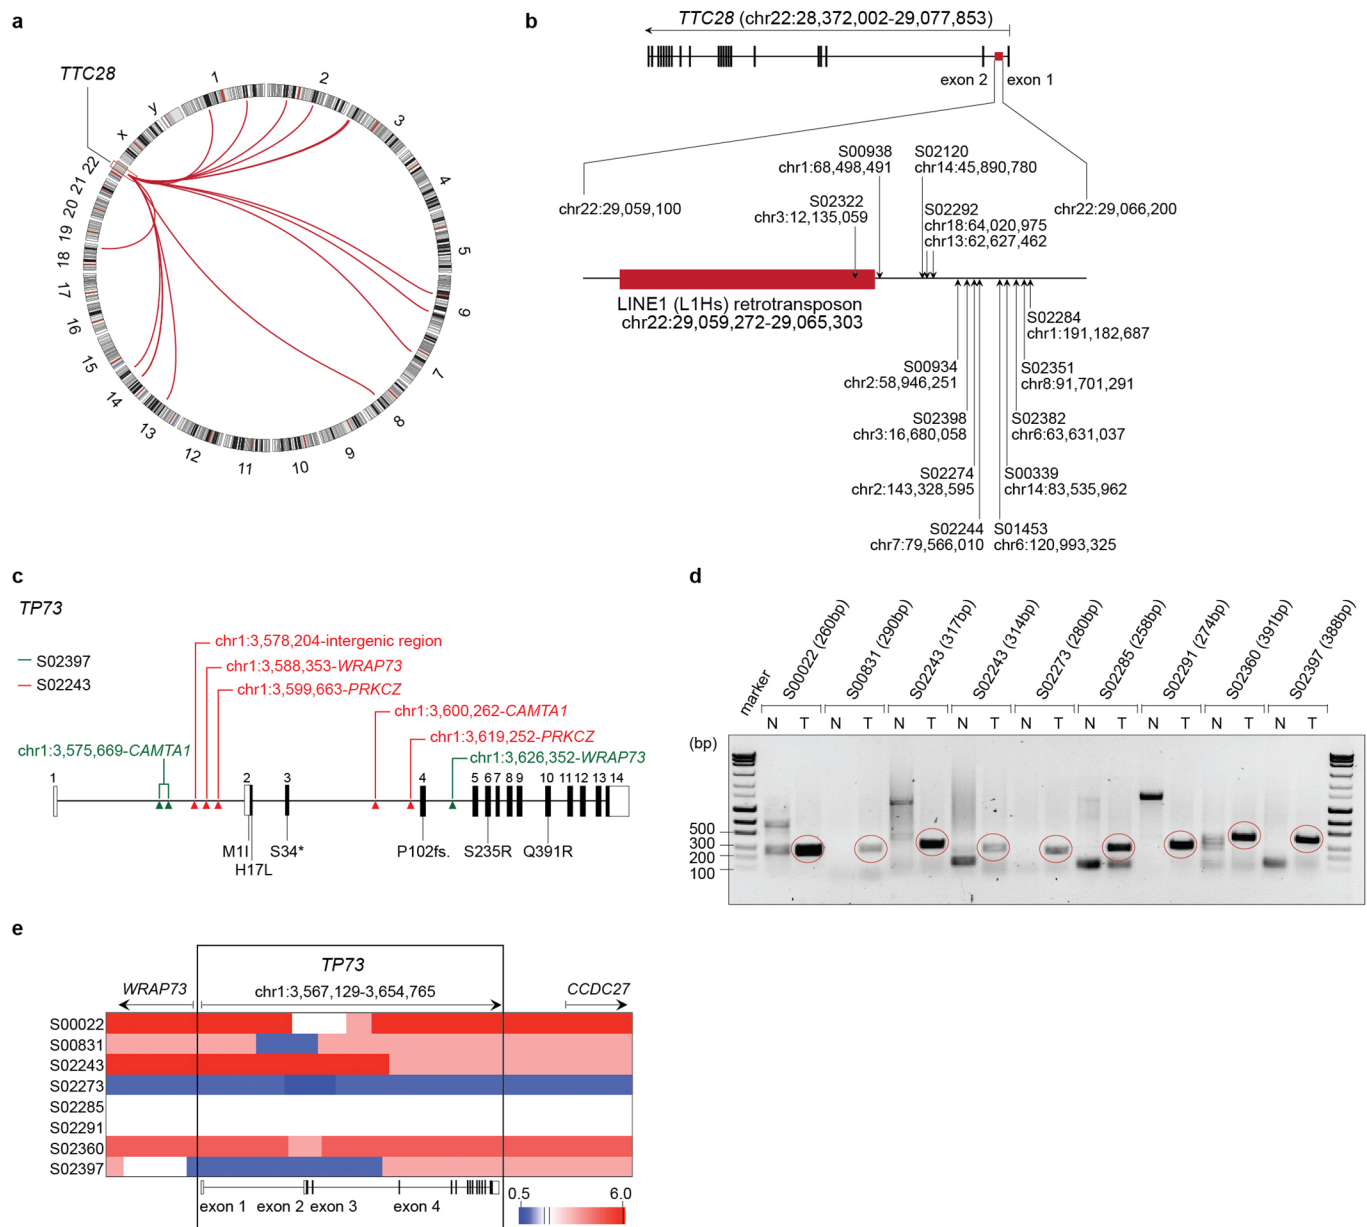 a
TTC28
1
2
3
4
5
6
7
8
9
10
11
12
13
14
15
16
17
18
19
20
21
22
x
y
b
TTC28 (chr22:28,372,002-29,077,853)
exon 2
exon 1
chr22:29,059,100
chr22:29,066,200
S00938
chr1:68,498,491
S02120
chr14:45,890,780
S02322
chr3:12,135,059
S02292
chr18:64,020,975
chr13:62,627,462
LINE1 (L1Hs) retrotransposon
chr22:29,059,272-29,065,303
S02284
chr1:191,182,687
S00934
chr2:58,946,251
S02351
chr8:91,701,291
S02398
chr3:16,680,058
S02382
chr6:63,631,037
S02274
chr2:143,328,595
S00339
chr14:83,535,962
S02244
chr7:79,566,010
S01453
chr6:120,993,325
c
TP73
S02397
S02243
chr1:3,578,204-intergenic region
chr1:3,588,353-WRAP73
chr1:3,599,663-PRKCZ
chr1:3,600,262-CAMTA1
chr1:3,619,252-PRKCZ
chr1:3,575,669-CAMTA1
chr1:3,626,352-WRAP73
1 2 3 4 5 6 7 8 9 10 11 12 13 14
M1I
H17L
S34*
P102fs.
S235R
Q391R
d
marker
S00022 (260bp)
S00831 (290bp)
S02243 (317bp)
S02243 (314bp)
S02273 (280bp)
S02285 (258bp)
S02291 (274bp)
S02360 (391bp)
S02397 (388bp)
N T N T N T N T N T N T N T N T N T
(bp)
500
300
200
100
e
TP73
WRAP73
chr1:3,567,129-3,654,765
CCDC27
S00022
S00831
S02243
S02273
S02285
S02291
S02360
S02397
exon 1 exon 2 exon 3 exon 4
0.5 6.0